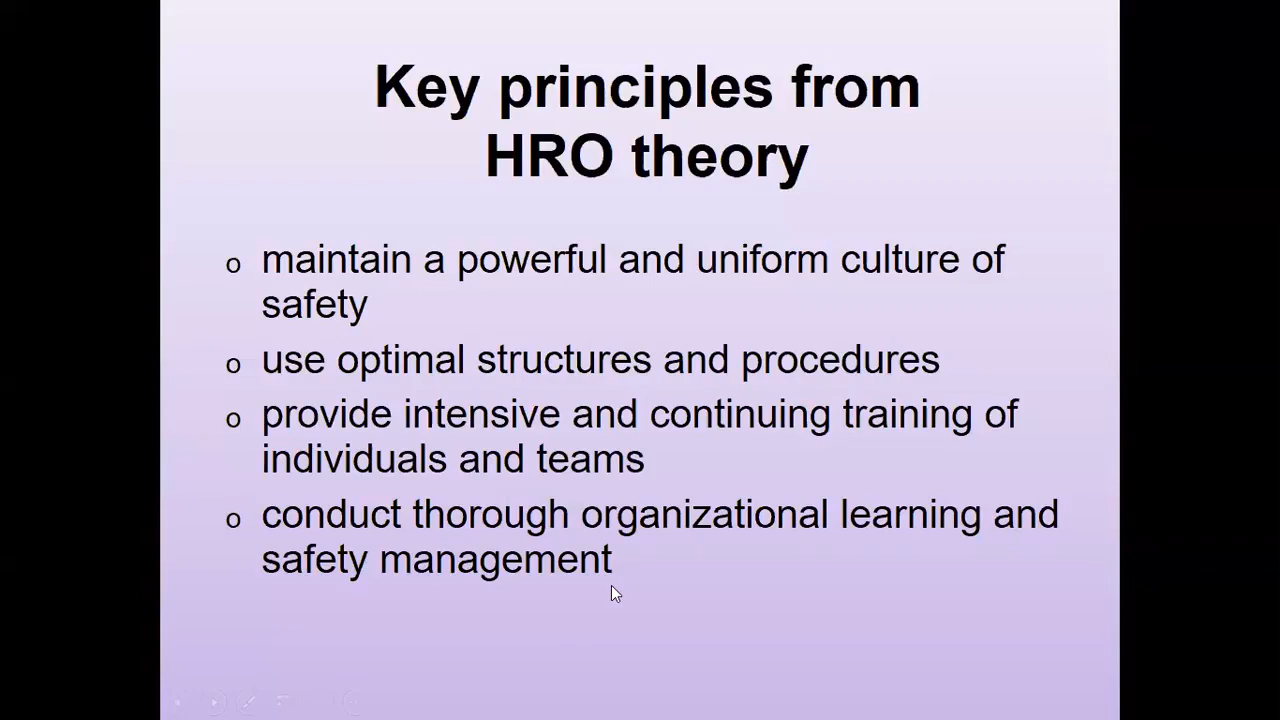 Key principles from
HRO theory
o maintain a powerful and uniform culture of
safety
o use optimal structures and procedures
o provide intensive and continuing training of
individuals and teams
o conduct thorough organizational learning and
safety management